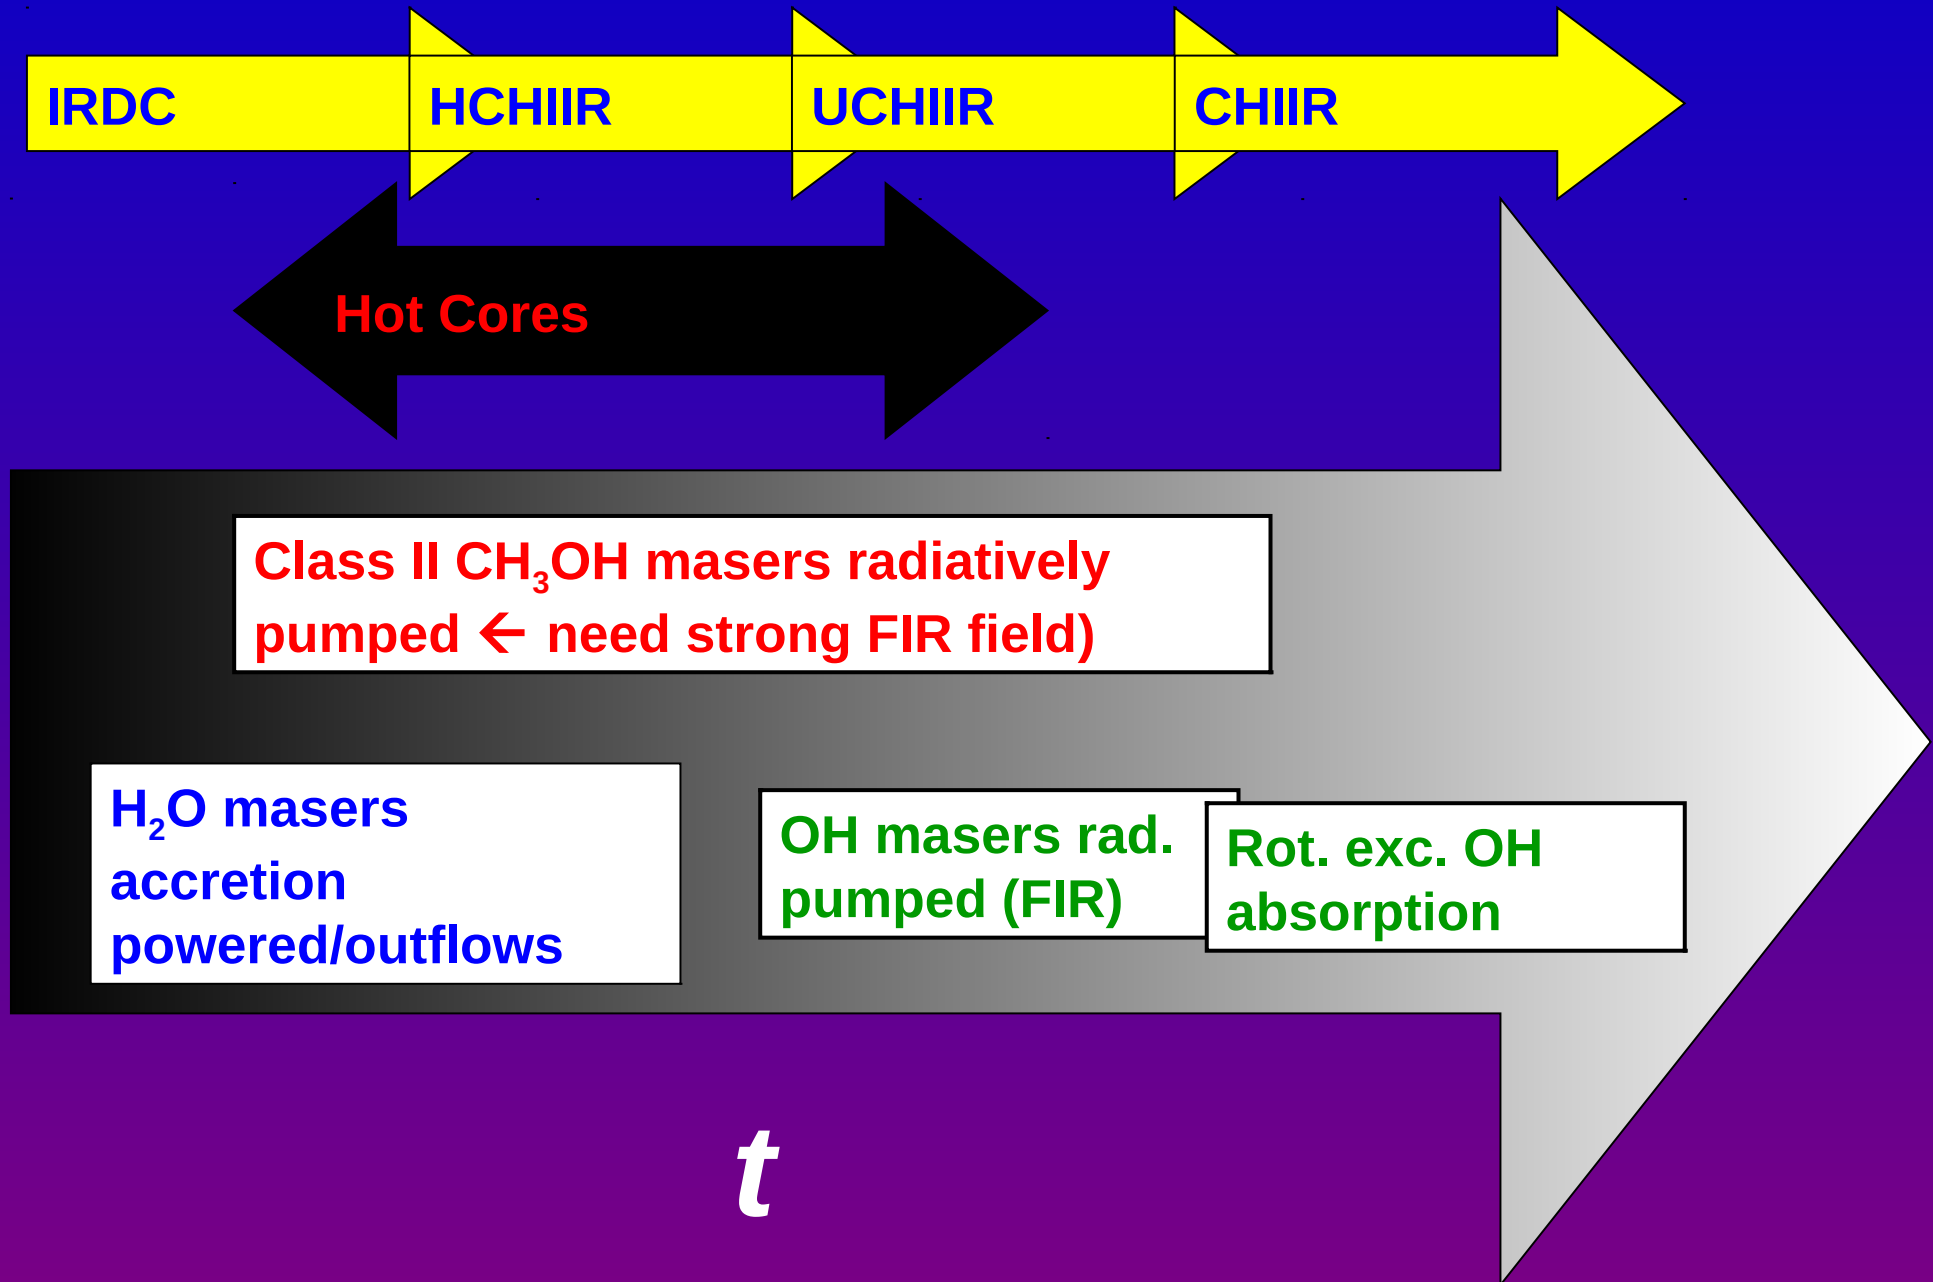 IRDC HCHIIR UCHIIR CHIIR
Hot Cores
Class II CH₃OH masers radiatively
pumped ← need strong FIR field)
H₂O masers
accretion
powered/outflows
OH masers rad.
pumped (FIR)
Rot. exc. OH
absorption
t